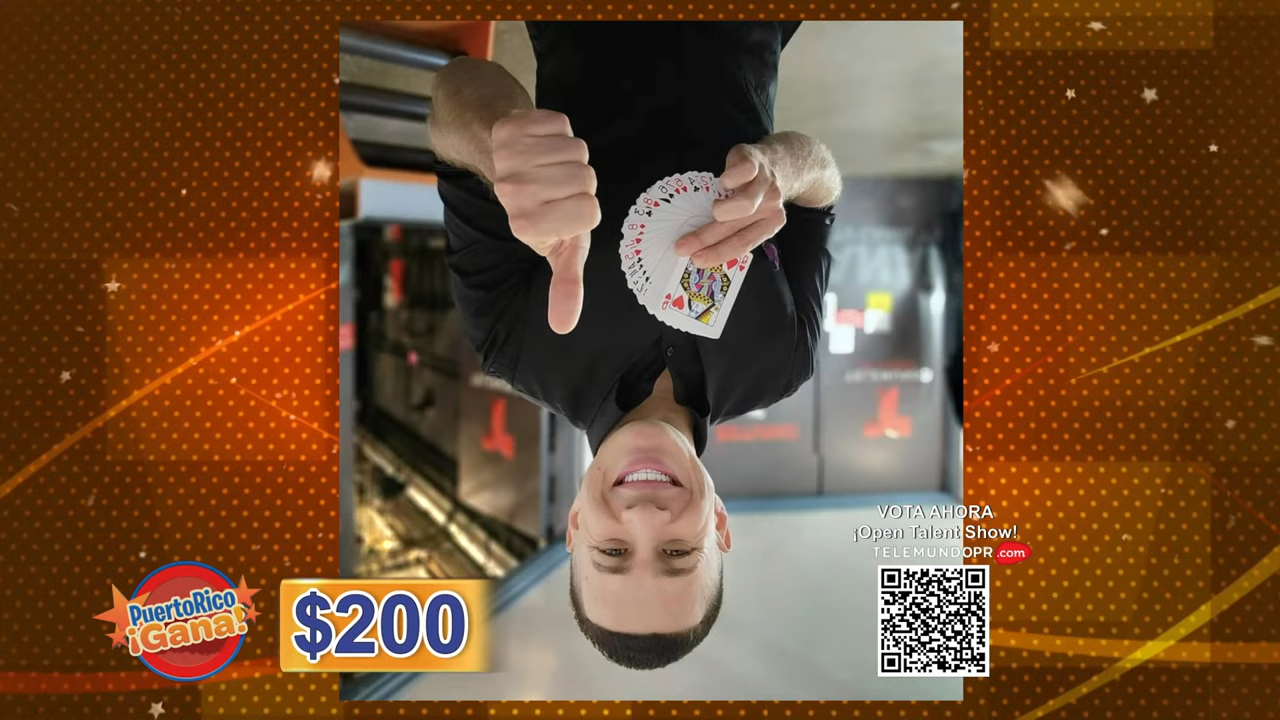 VOTA AHORA
¡Open Talent Show!
TELEMUNDOPR.com
PuertoRico
¡Gana!
$200